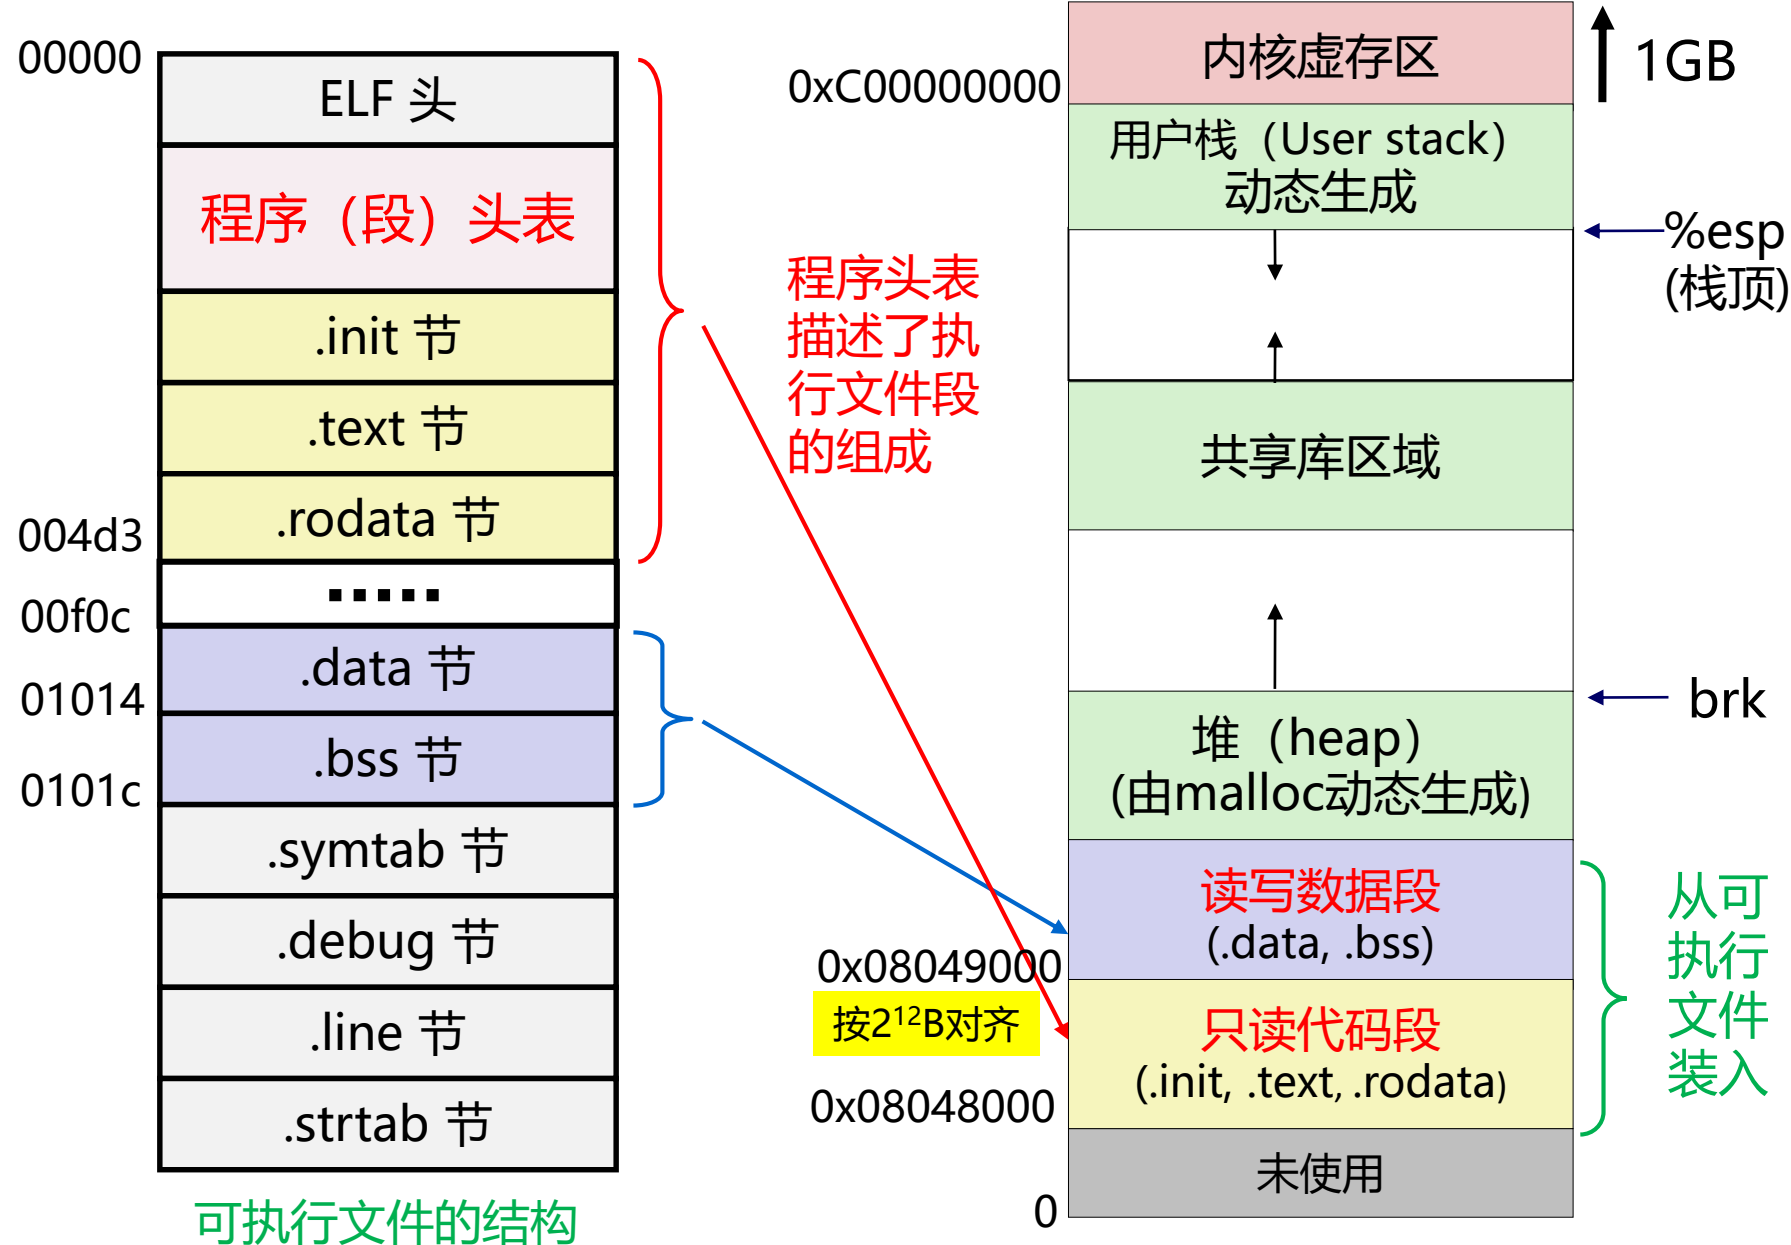 00000
ELF 头
程序（段）头表
.init 节
.text 节
.rodata 节
004d3
.....
00f0c
.data 节
01014
.bss 节
0101c
.symtab 节
.debug 节
.line 节
.strtab 节
可执行文件的结构
程序头表
描述了执
行文件段
的组成
内核虚存区
1GB
0xC00000000
用户栈（User stack）
动态生成
%esp
(栈顶)
共享库区域
brk
堆（heap）
(由malloc动态生成)
读写数据段
(.data, .bss)
0x08049000
按2¹²B对齐
只读代码段
(.init, .text, .rodata)
0x08048000
未使用
0
从可
执行
文件
装入